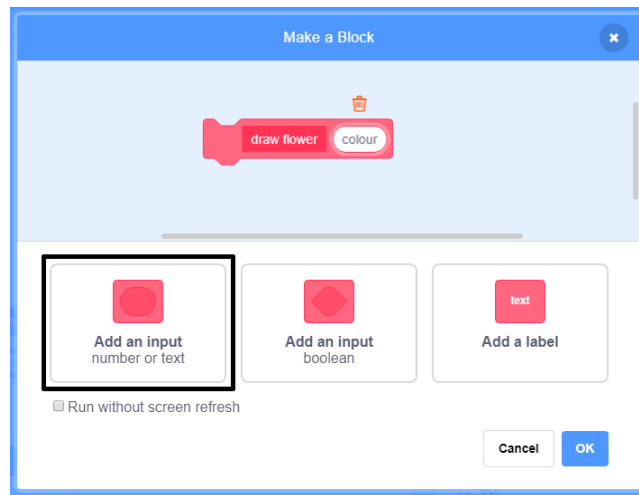 Make a Block
draw flower colour
text
Add an input
number or text
Add an input
boolean
Add a label
Run without screen refresh
Cancel OK